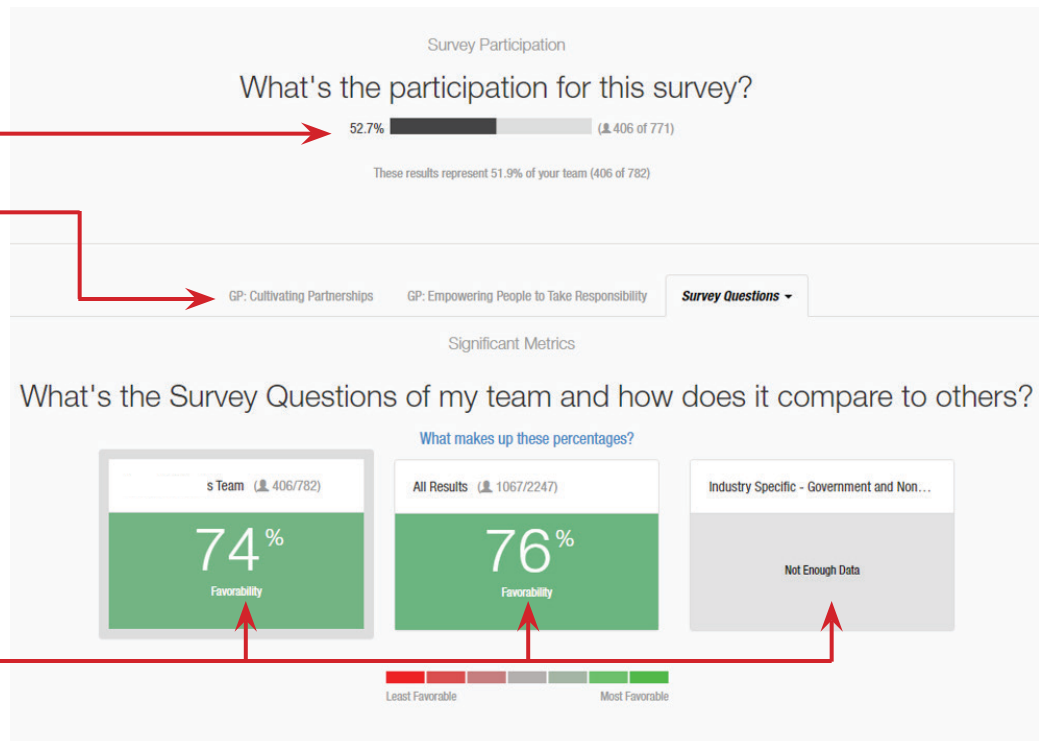 Survey Participation
What's the participation for this survey?
52.7% (406 of 771)
These results represent 51.9% of your team (406 of 782)
GP: Cultivating Partnerships GP: Empowering People to Take Responsibility Survey Questions
Significant Metrics
What's the Survey Questions of my team and how does it compare to others?
What makes up these percentages?
s Team (406/782) All Results (1067/2247) Industry Specific - Government and Non...
74% 76% Not Enough Data
Favorability Favorability
Least Favorable Most Favorable